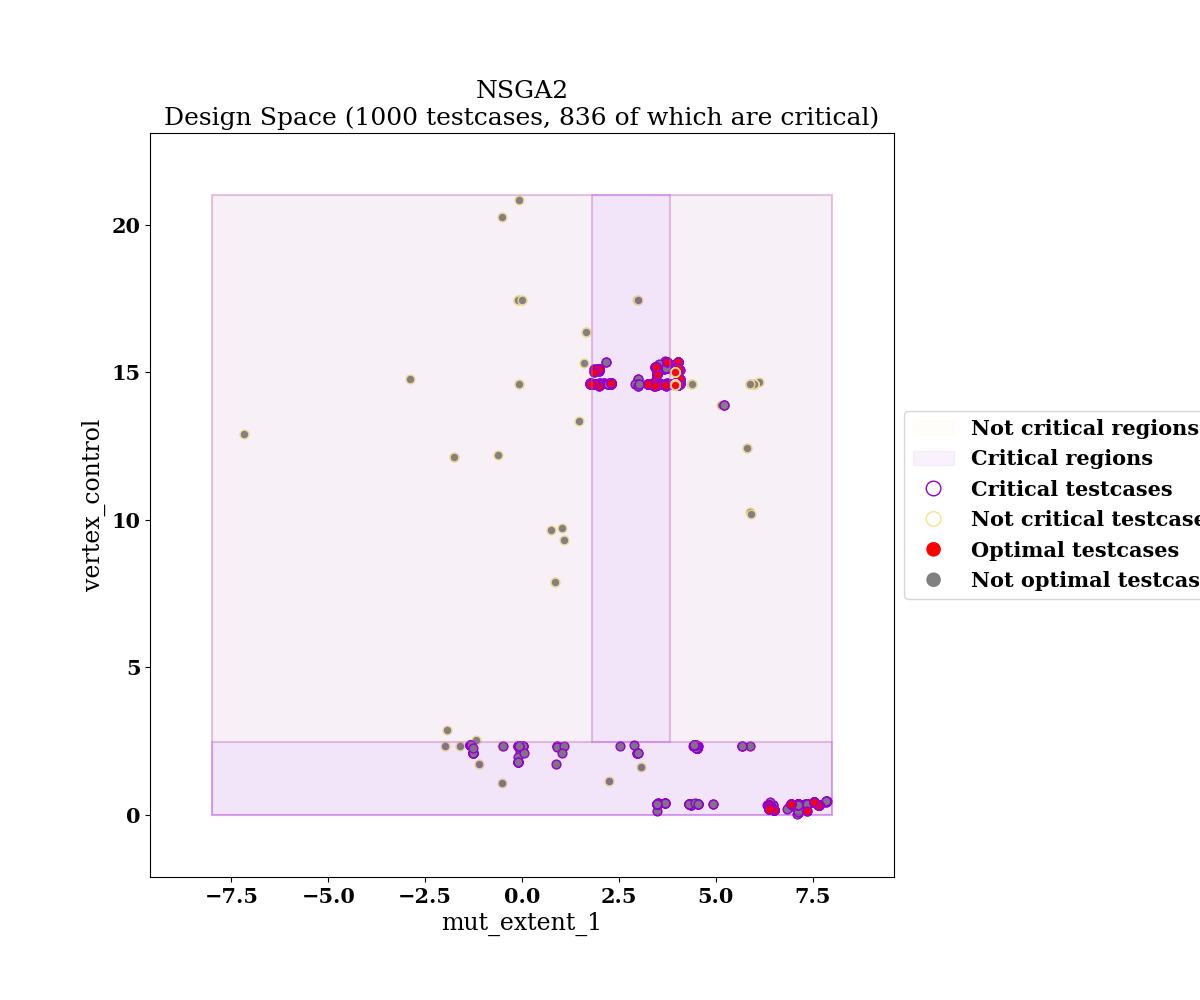 NSGA2
Design Space (1000 testcases, 836 of which are critical)
20
15
10
5
0
vertex_control
−7.5
−5.0
−2.5
0.0
2.5
5.0
7.5
mut_extent_1
Not critical regions
Critical regions
Critical testcases
Not critical testcase
Optimal testcases
Not optimal testcas